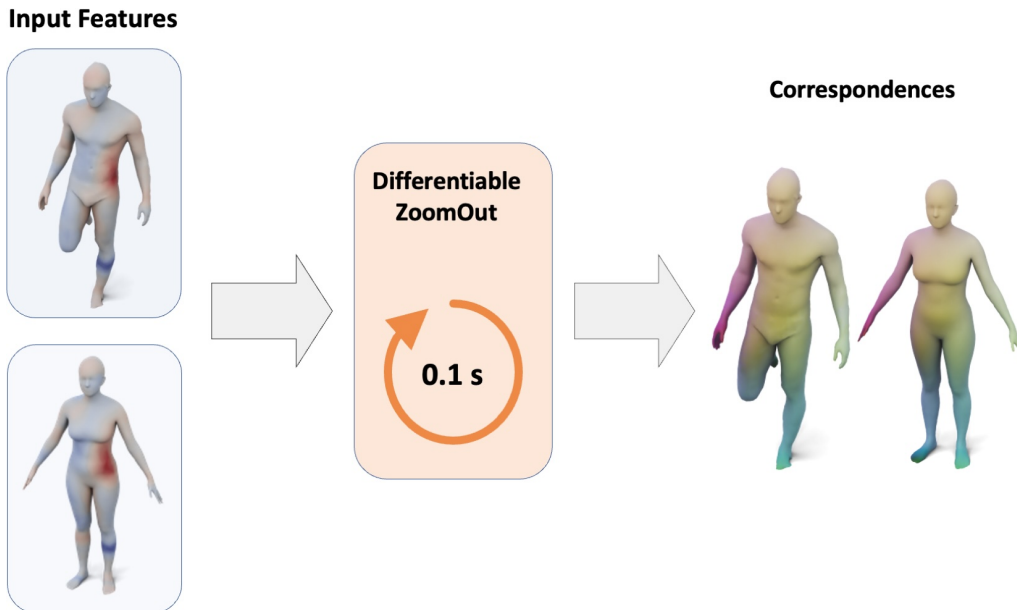 Input Features
Differentiable
ZoomOut
0.1 s
Correspondences